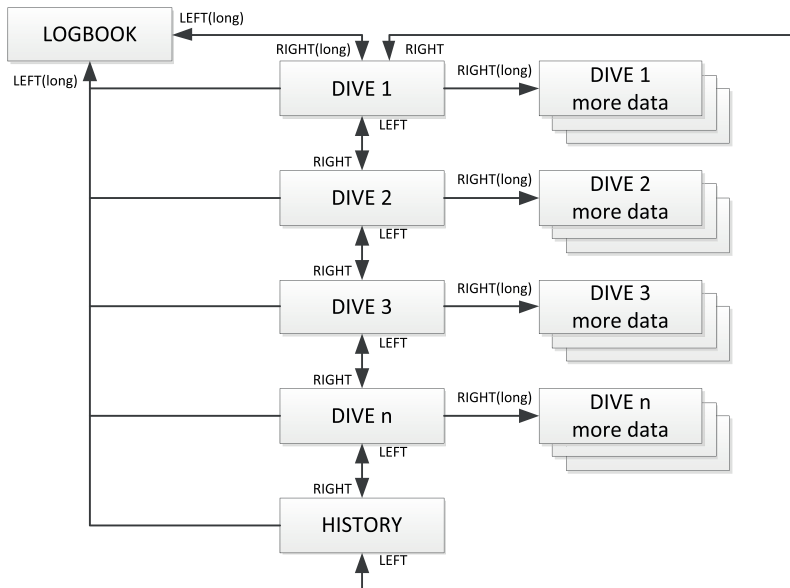 LEFT(long)
LOGBOOK
RIGHT(long)
RIGHT
LEFT(long)
DIVE 1
RIGHT(long)
DIVE 1
more data
LEFT
RIGHT
DIVE 2
RIGHT(long)
DIVE 2
more data
LEFT
RIGHT
DIVE 3
RIGHT(long)
DIVE 3
more data
LEFT
RIGHT
DIVE n
RIGHT(long)
DIVE n
more data
LEFT
RIGHT
HISTORY
LEFT